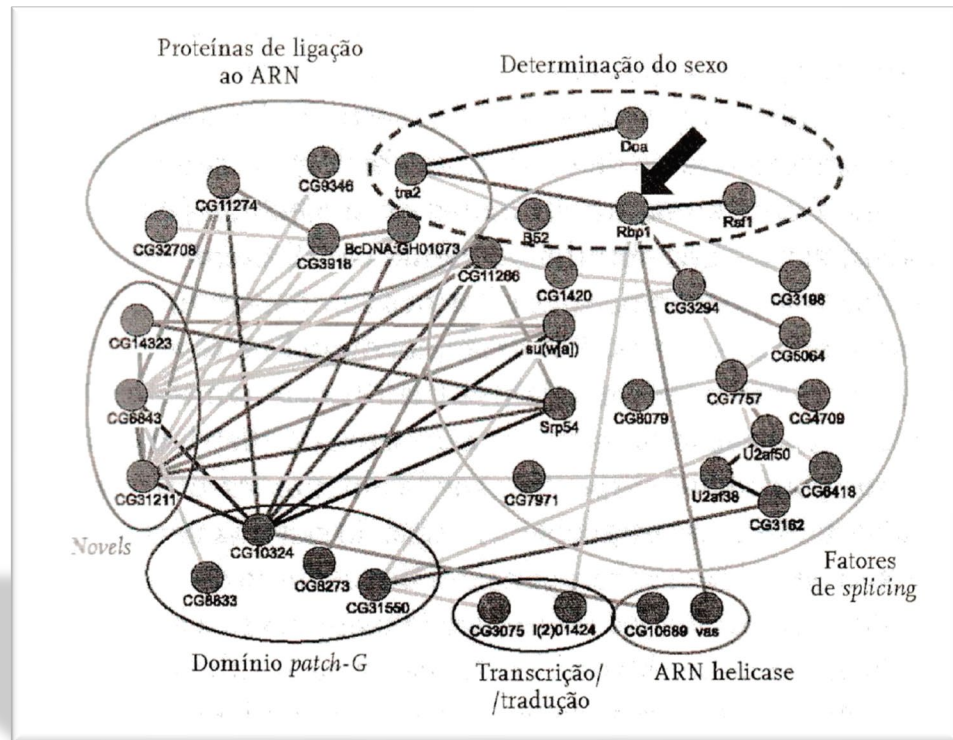 Proteínas de ligação
ao ARN
Determinação do sexo
Doa
CG9346
tra2
CG11274
Rsf1
B52
Rbp1
CG32708
CG3918
BcDNA:GH01073
CG11266
CG1420
CG3294
CG3198
CG14323
su(w[a])
CG5064
CG7757
CG6843
CG8079
CG4709
Srp54
U2af50
CG31211
CG7971
U2af38
CG6418
CG3162
Novels
CG10324
Fatores
de splicing
CG8833
CG8273
CG31550
CG3075
l(2)01424
CG10689
vas
Domínio patch-G
Transcrição/
/tradução
ARN helicase